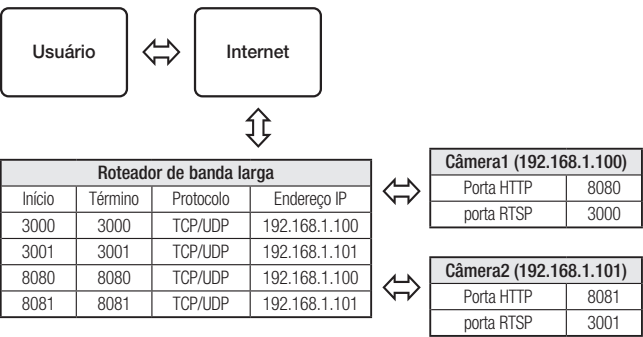 Usuário
Internet
Roteador de banda larga
Início Término Protocolo Endereço IP
3000 3000 TCP/UDP 192.168.1.100
3001 3001 TCP/UDP 192.168.1.101
8080 8080 TCP/UDP 192.168.1.100
8081 8081 TCP/UDP 192.168.1.101
Câmera1 (192.168.1.100)
Porta HTTP 8080
porta RTSP 3000
Câmera2 (192.168.1.101)
Porta HTTP 8081
porta RTSP 3001